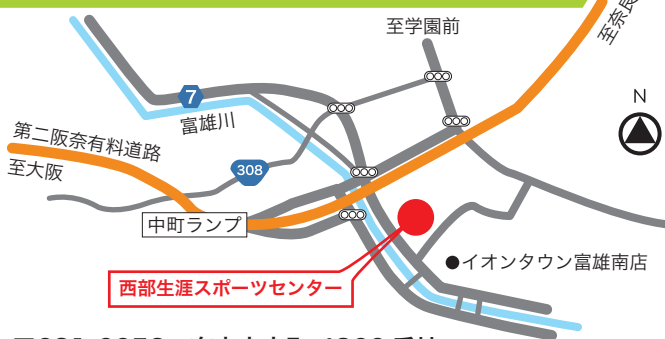 至学園前
至奈良
7
富雄川
N
第二阪奈有料道路
至大阪
308
中町ランプ
●イオンタウン富雄南店
西部生涯スポーツセンター